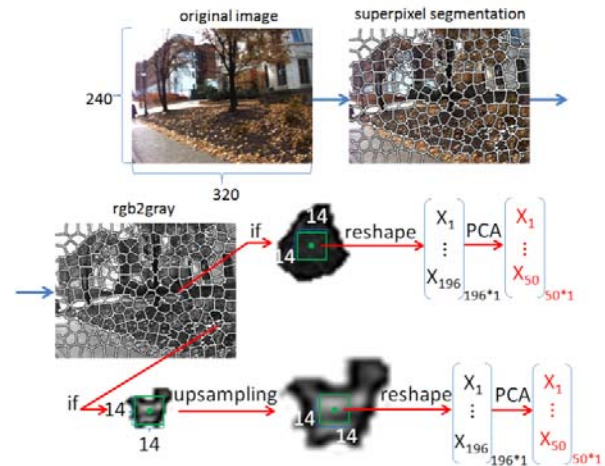 original image
superpixel segmentation
240
320
rgb2gray
if
14
14
reshape
X1
⋮
X196
196*1
PCA
X1
⋮
X50
50*1
if
14
14
upsampling
14
14
reshape
X1
⋮
X196
196*1
PCA
X1
⋮
X50
50*1